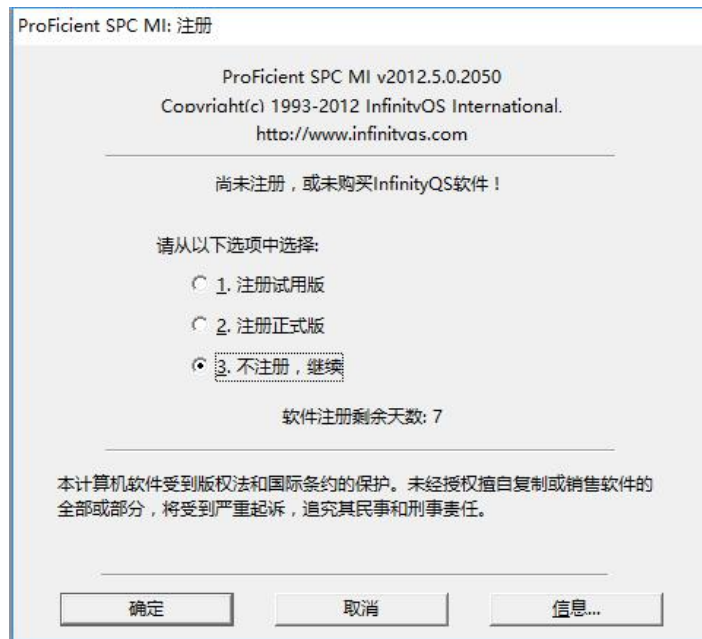 ProFicient SPC MI: 注册
ProFicient SPC MI v2012.5.0.2050
Copyright(c) 1993-2012 InfinityQS International.
http://www.infinityqs.com
尚未注册，或未购买InfinityQS软件！
请从以下选项中选择:
1. 注册试用版
2. 注册正式版
3. 不注册，继续
软件注册剩余天数: 7
本计算机软件受到版权法和国际条约的保护。未经授权擅自复制或销售软件的
全部或部分，将受到严重起诉，追究其民事和刑事责任。
确定
取消
信息...